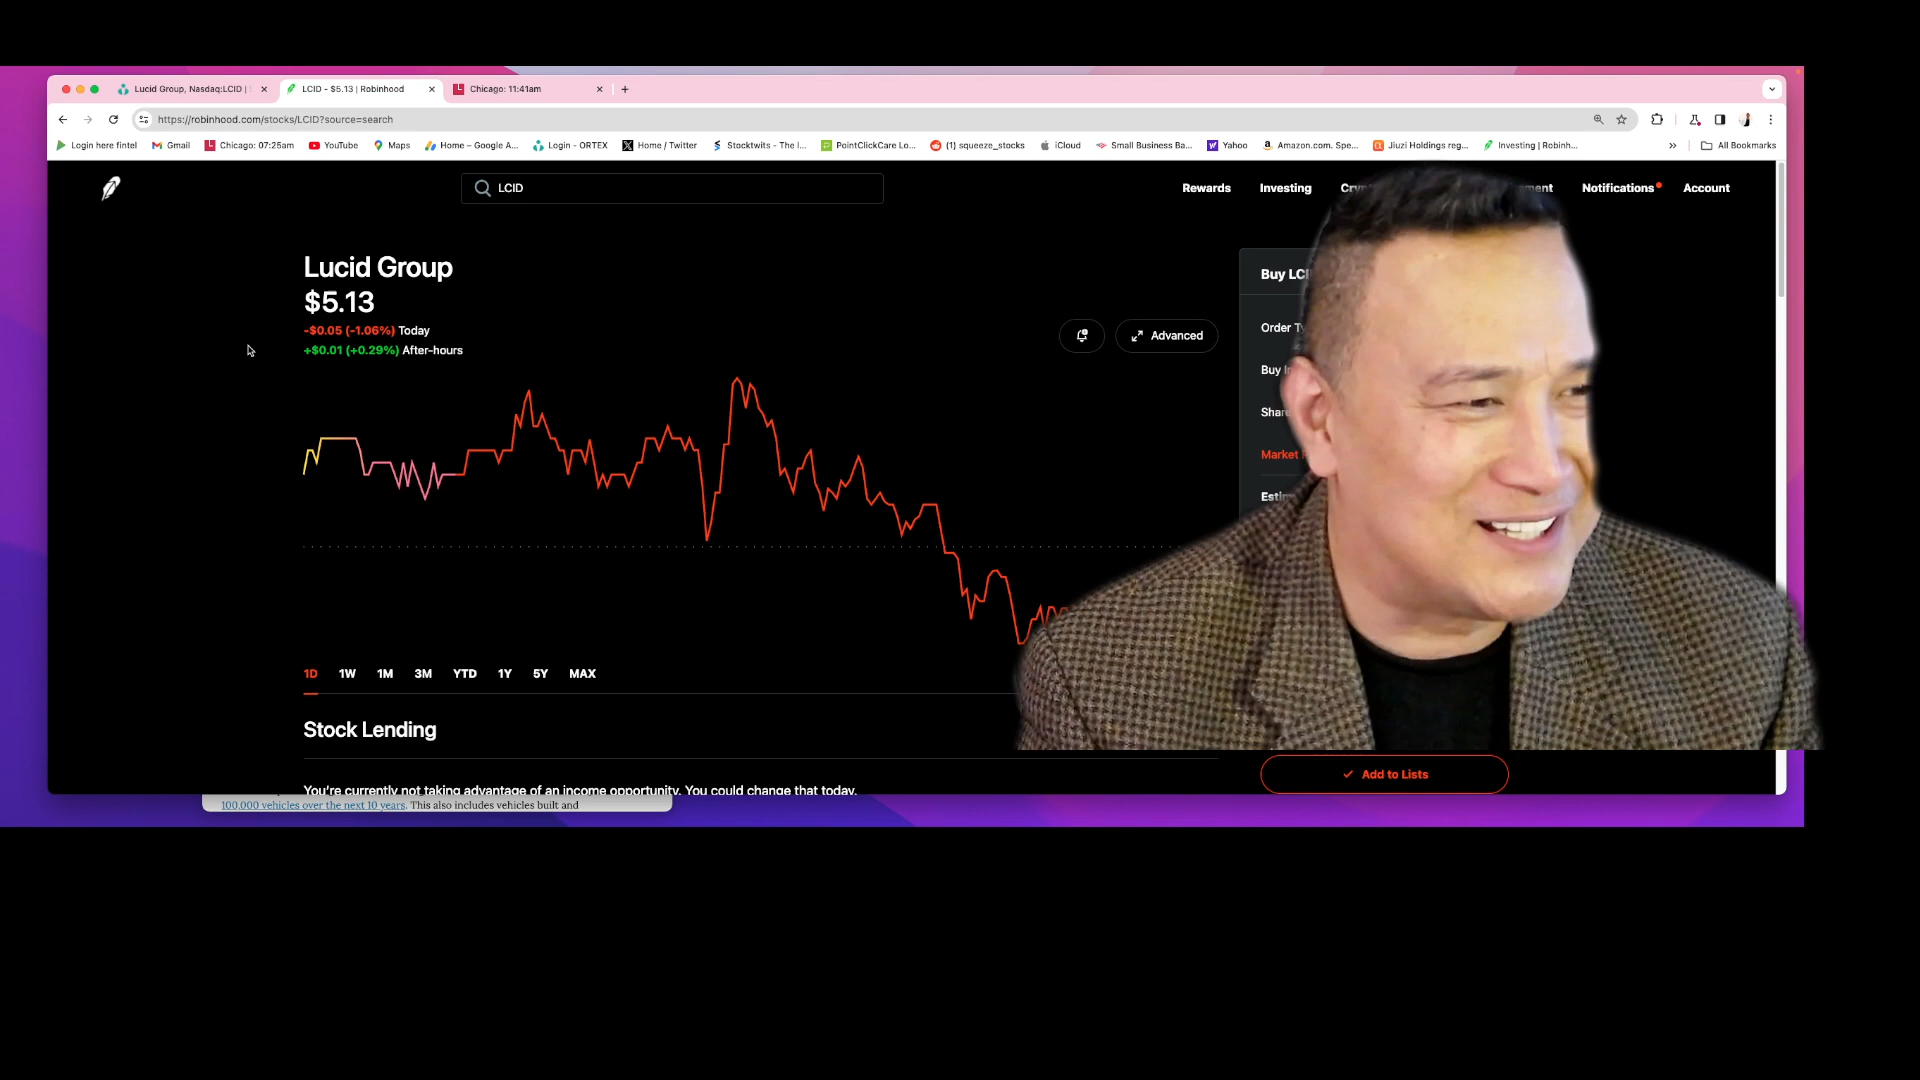 Lucid Group, Nasdaq:LCID |
LCID - $5.13 | Robinhood
Chicago: 11:41am
https://robinhood.com/stocks/LCID?source=search
Login here fintel
Gmail
Chicago: 07:25am
YouTube
Maps
Home – Google A...
Login - ORTEX
Home / Twitter
Stocktwits - The l...
PointClickCare Lo...
(1) squeeze_stocks
iCloud
Small Business Ba...
Yahoo
Amazon.com. Spe...
Jiuzi Holdings reg...
Investing | Robinh...
All Bookmarks
LCID
Rewards
Investing
Notifications
Account
Lucid Group
$5.13
-$0.05 (-1.06%) Today
+$0.01 (+0.29%) After-hours
Advanced
Buy
Order
Buy
Market
1D
1W
1M
3M
YTD
1Y
5Y
MAX
Stock Lending
You're currently not taking advantage of an income opportunity. You could change that today.
Add to Lists
100,000 vehicles over the next 10 years. This also includes vehicles built and